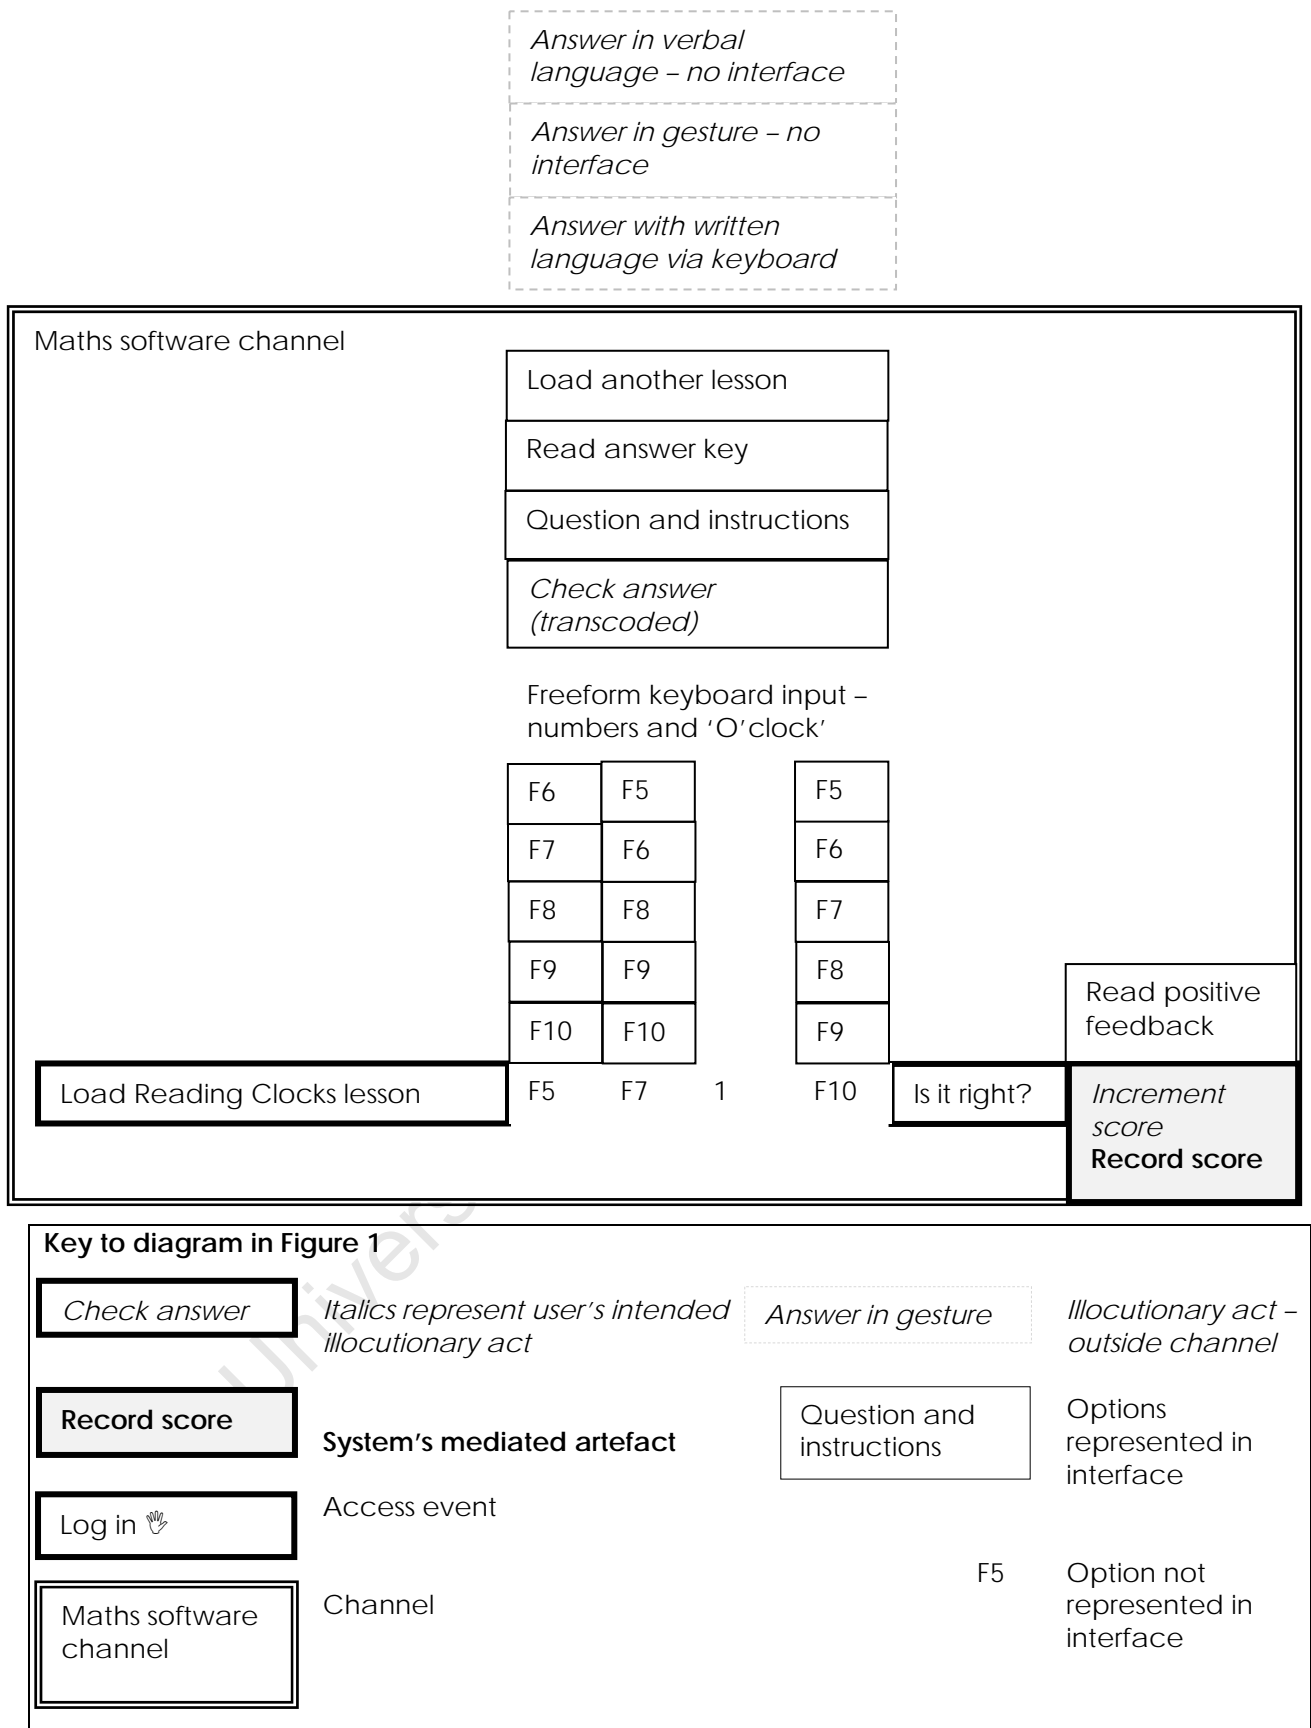 Answer in verbal
language – no interface
Answer in gesture – no
interface
Answer with written
language via keyboard
Maths software channel
Load another lesson
Read answer key
Question and instructions
Check answer
(transcoded)
Freeform keyboard input –
numbers and ‘O’clock’
F6 F5 F5
F7 F6 F6
F8 F8 F7
F9 F9 F8
Read positive
feedback
F10 F10 F9
Load Reading Clocks lesson F5 F7 1 F10 Is it right? Increment
score
Record score
Univers
Key to diagram in Figure 1
Check answer
Italics represent user’s intended
illocutionary act
Answer in gesture
Illocutionary act –
outside channel
Record score
System’s mediated artefact
Question and
instructions
Options
represented in
interface
Log in
Access event
F5
Option not
represented in
interface
Maths software
channel
Channel